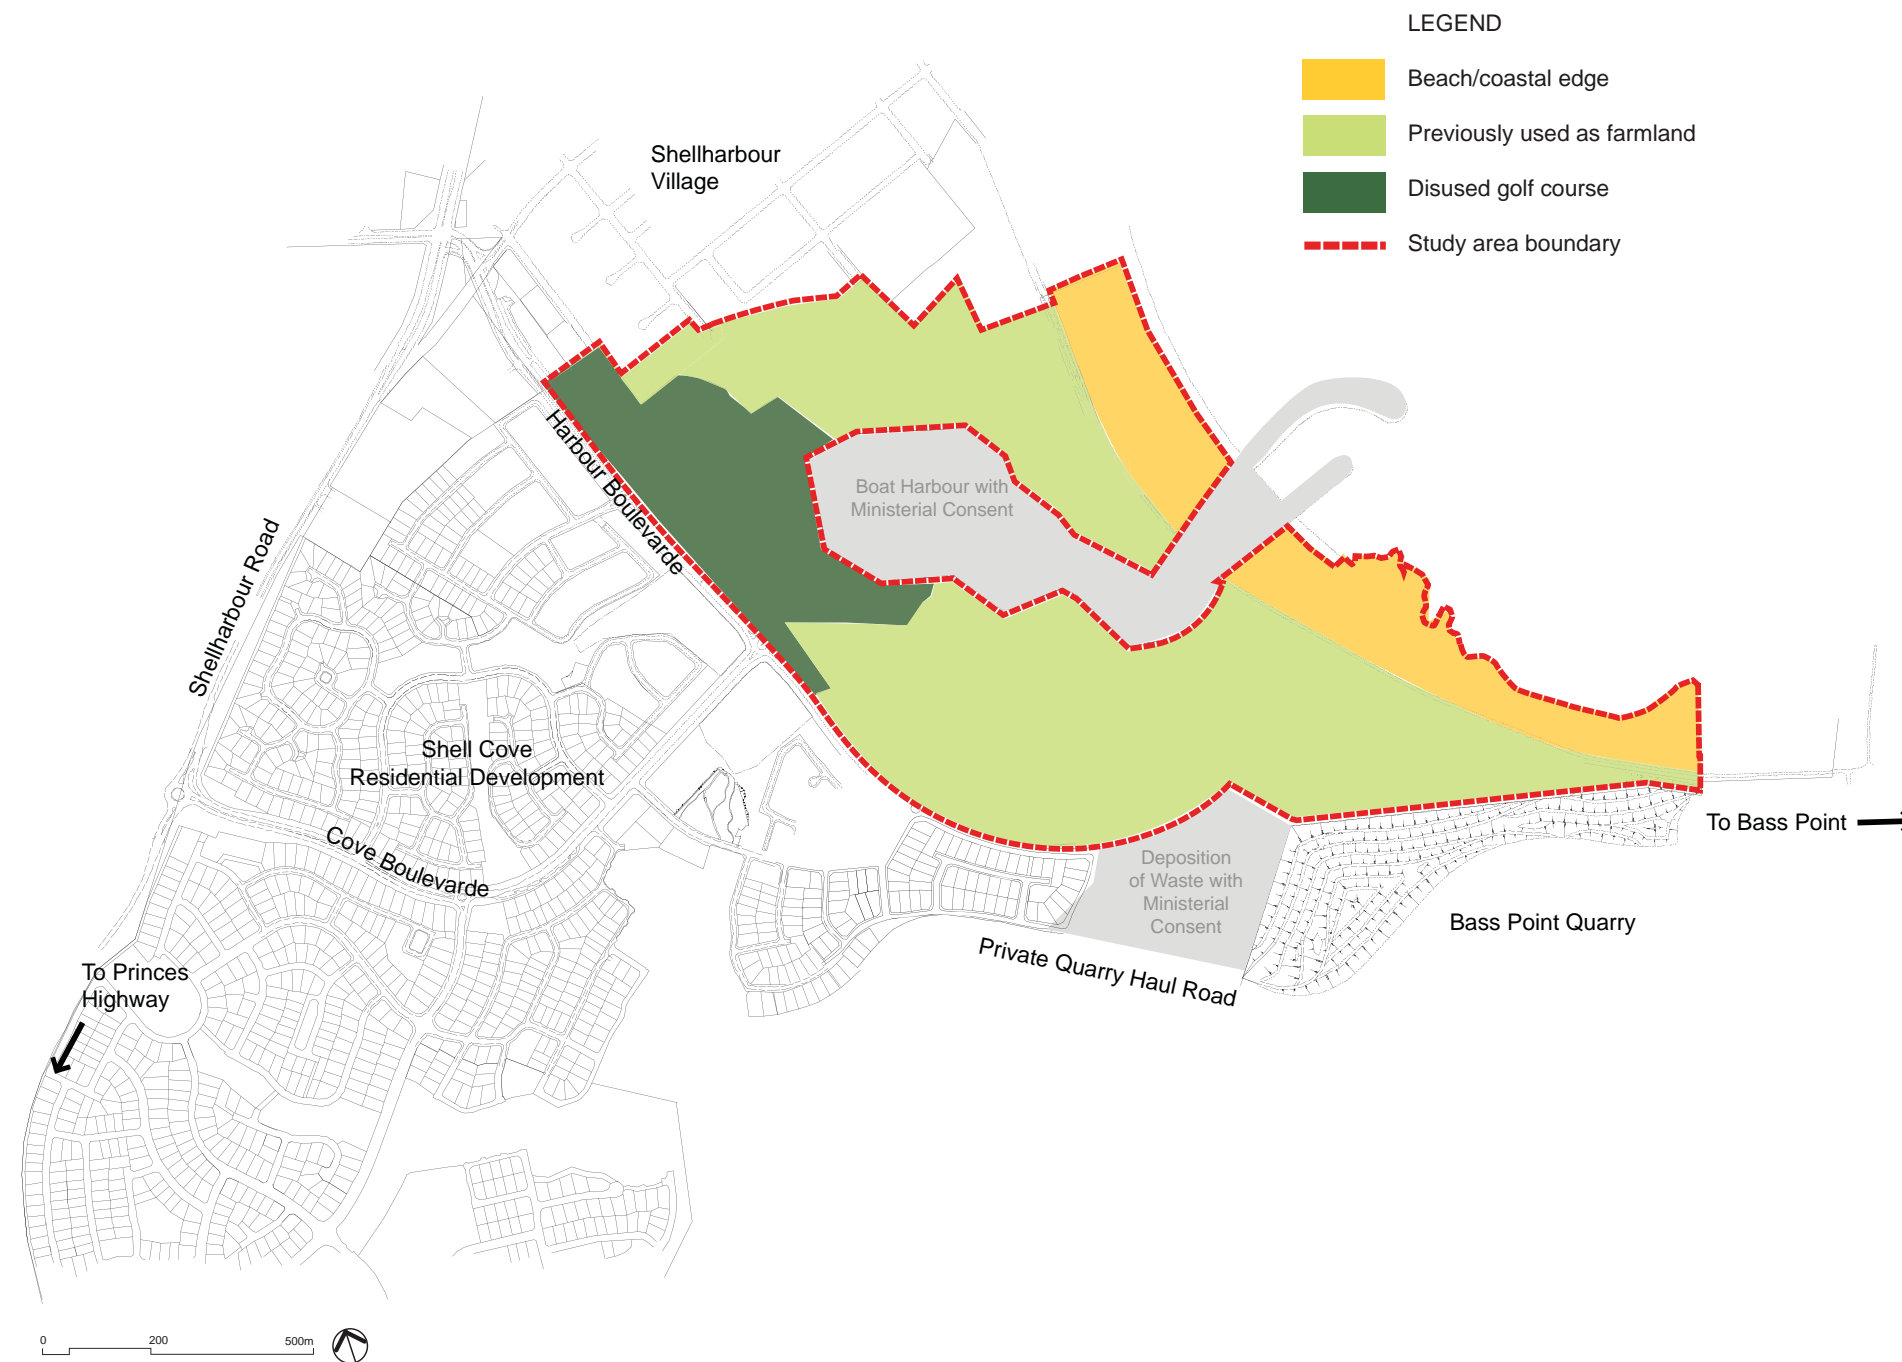 LEGEND
Beach/coastal edge
Previously used as farmland
Disused golf course
Study area boundary
Shellharbour
Village
Harbour Boulevarde
Boat Harbour with
Ministerial Consent
Shellharbour Road
Shell Cove
Residential Development
Cove Boulevarde
To Bass Point
Deposition
of Waste with
Ministerial
Consent
Bass Point Quarry
Private Quarry Haul Road
To Princes
Highway
0 200 500m